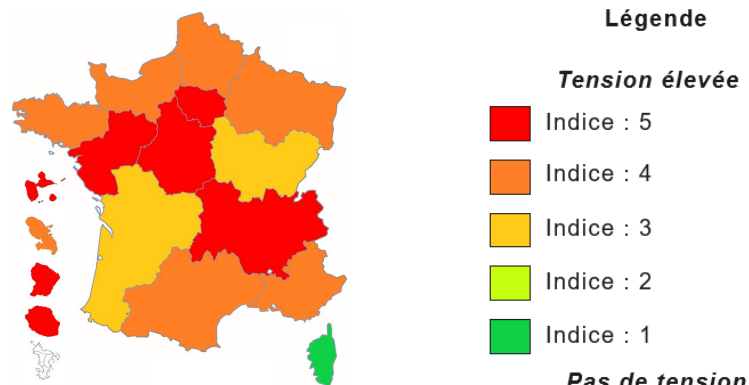 Légende
Tension élevée
Indice : 5
Indice : 4
Indice : 3
Indice : 2
Indice : 1
Pas de tension